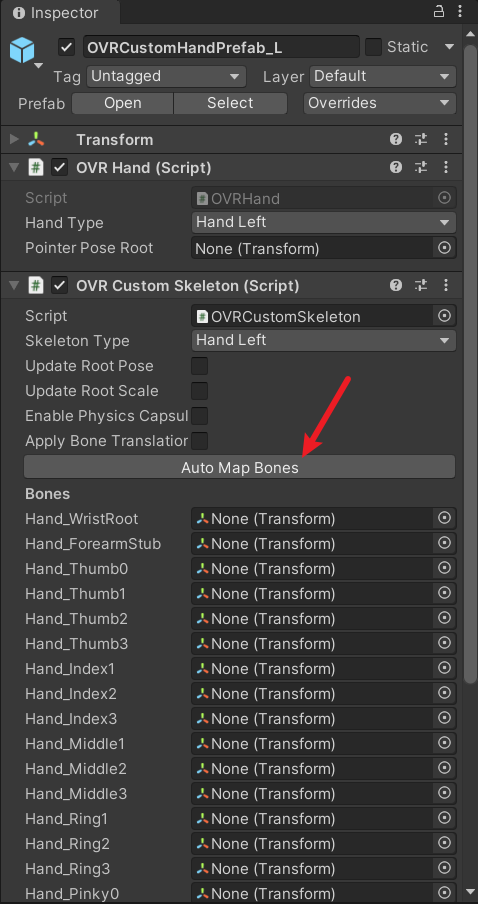 Inspector
OVRCustomHandPrefab_L Static
Tag Untagged Layer Default
Prefab Open Select Overrides
Transform
# OVR Hand (Script)
Script # OVRHand
Hand Type Hand Left
Pointer Pose Root None (Transform)
# OVR Custom Skeleton (Script)
Script # OVRCustomSkeleton
Skeleton Type Hand Left
Update Root Pose
Update Root Scale
Enable Physics Capsul
Apply Bone Translation
Auto Map Bones
Bones
Hand_WristRoot None (Transform)
Hand_ForearmStub None (Transform)
Hand_Thumb0 None (Transform)
Hand_Thumb1 None (Transform)
Hand_Thumb2 None (Transform)
Hand_Thumb3 None (Transform)
Hand_Index1 None (Transform)
Hand_Index2 None (Transform)
Hand_Index3 None (Transform)
Hand_Middle1 None (Transform)
Hand_Middle2 None (Transform)
Hand_Middle3 None (Transform)
Hand_Ring1 None (Transform)
Hand_Ring2 None (Transform)
Hand_Ring3 None (Transform)
Hand_Pinky0 None (Transform)